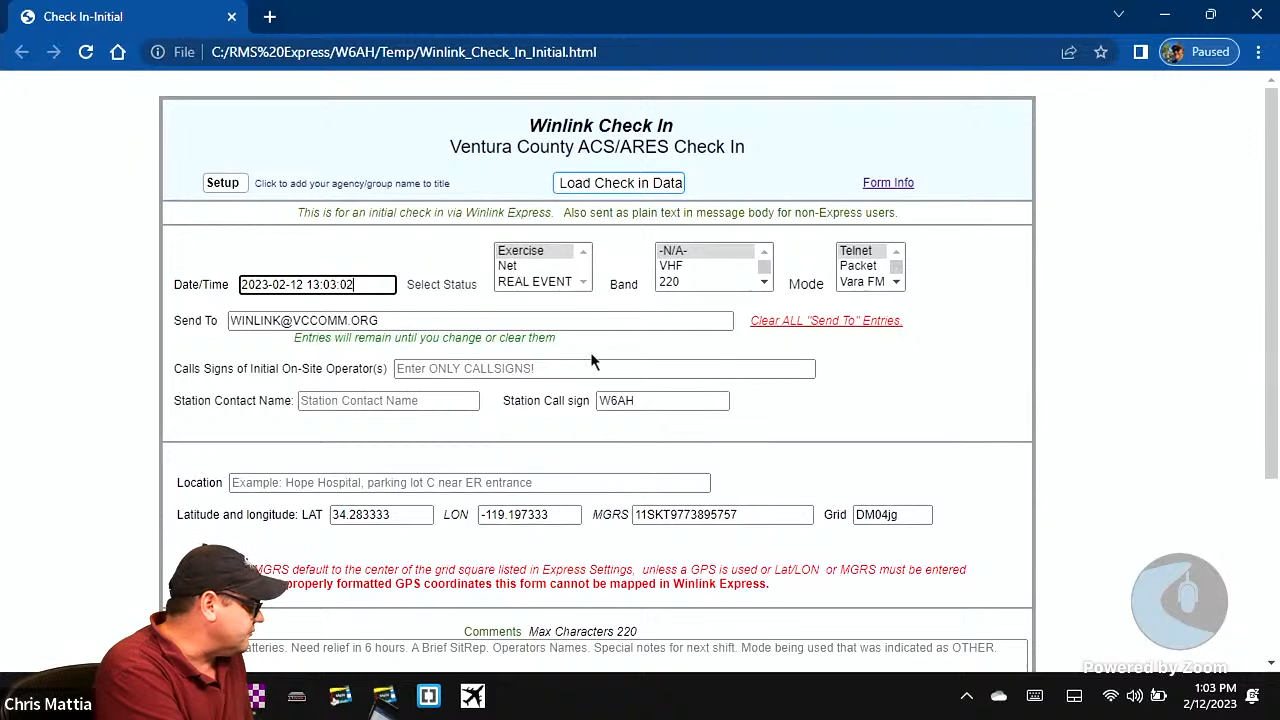 Check In-Initial
File C:/RMS%20Express/W6AH/Temp/Winlink_Check_In_Initial.html
Paused
Winlink Check In
Ventura County ACS/ARES Check In
Setup Click to add your agency/group name to title Load Check in Data Form Info
This is for an initial check in via Winlink Express. Also sent as plain text in message body for non-Express users.
Exercise -N/A- Telnet
Net VHF Packet
REAL EVENT 220 Vara FM
Date/Time 2023-02-12 13:03:02 Select Status Band Mode
Send To WINLINK@VCCOMM.ORG Clear ALL "Send To" Entries.
Entries will remain until you change or clear them
Calls Signs of Initial On-Site Operator(s) Enter ONLY CALLSIGNS!
Station Contact Name: Station Contact Name Station Call sign W6AH
Location Example: Hope Hospital, parking lot C near ER entrance
Latitude and longitude: LAT 34.283333 LON -119.197333 MGRS 11SKT9773895757 Grid DM04jg
MGRS default to the center of the grid square listed in Express Settings, unless a GPS is used or Lat/LON or MGRS must be entered
properly formatted GPS coordinates this form cannot be mapped in Winlink Express.
Comments Max Characters 220
Need relief in 6 hours. A Brief SitRep. Operators Names. Special notes for next shift. Mode being used that was indicated as OTHER.
Powered by Zoom
Chris Mattia
1:03 PM
2/12/2023